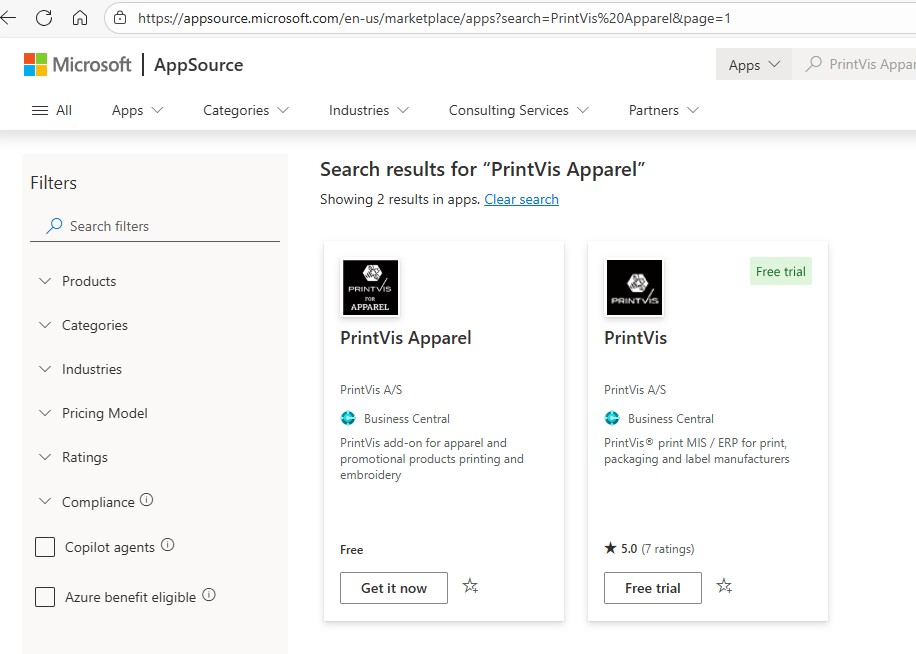 https://appsource.microsoft.com/en-us/marketplace/apps?search=PrintVis%20Apparel&page=1
Microsoft | AppSource
Apps
PrintVis Appar
All
Apps
Categories
Industries
Consulting Services
Partners
Filters
Search filters
Products
Categories
Industries
Pricing Model
Ratings
Compliance
Copilot agents
Azure benefit eligible
Search results for “PrintVis Apparel”
Showing 2 results in apps. Clear search
PRINTVIS
FOR
APPAREL
PrintVis Apparel
PrintVis A/S
Business Central
PrintVis add-on for apparel and
promotional products printing and
embroidery
Free
Get it now
PRINTVIS
Free trial
PrintVis
PrintVis A/S
Business Central
PrintVis® print MIS / ERP for print,
packaging and label manufacturers
★ 5.0 (7 ratings)
Free trial